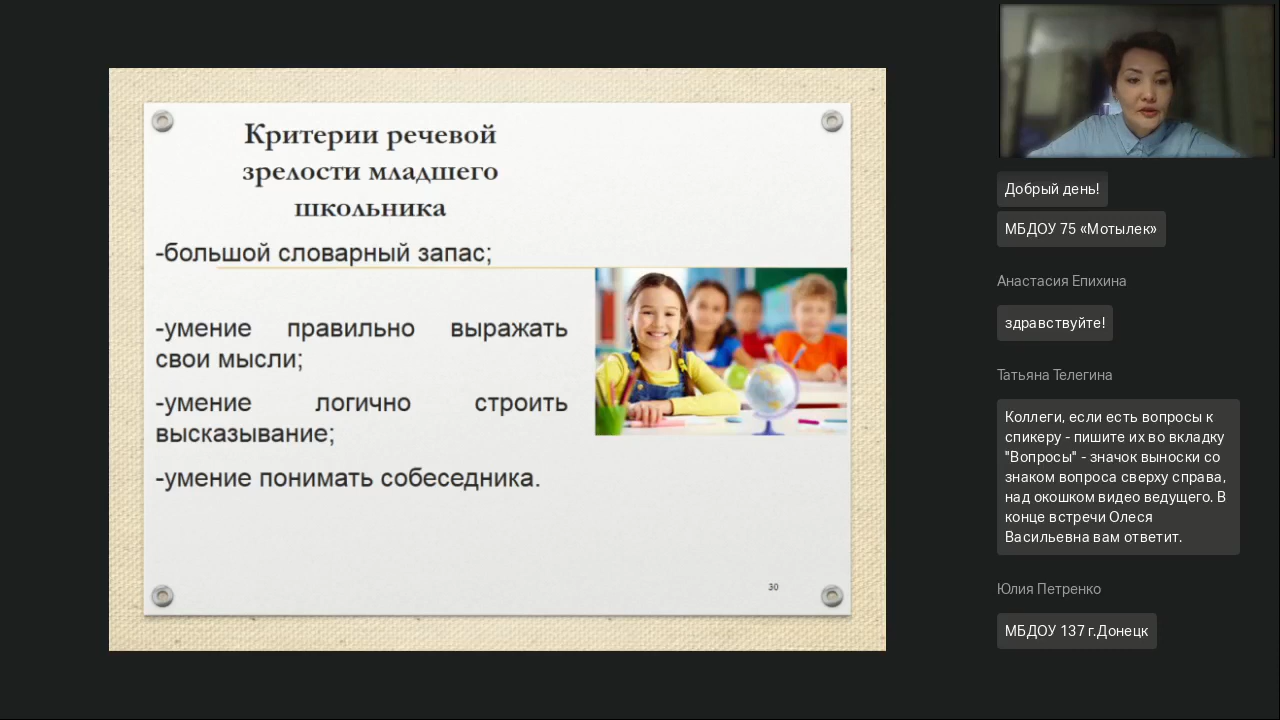 Критерии речевой
зрелости младшего
школьника
-большой словарный запас;
-умение правильно выражать
свои мысли;
-умение логично строить
высказывание;
-умение понимать собеседника.
30
Добрый день!
МБДОУ 75 «Мотылек»
Анастасия Епихина
здравствуйте!
Татьяна Телегина
Коллеги, если есть вопросы к
спикеру - пишите их во вкладку
"Вопросы" - значок выноски со
знаком вопроса сверху справа,
над окошком видео ведущего. В
конце встречи Олеся
Васильевна вам ответит.
Юлия Петренко
МБДОУ 137 г.Донецк